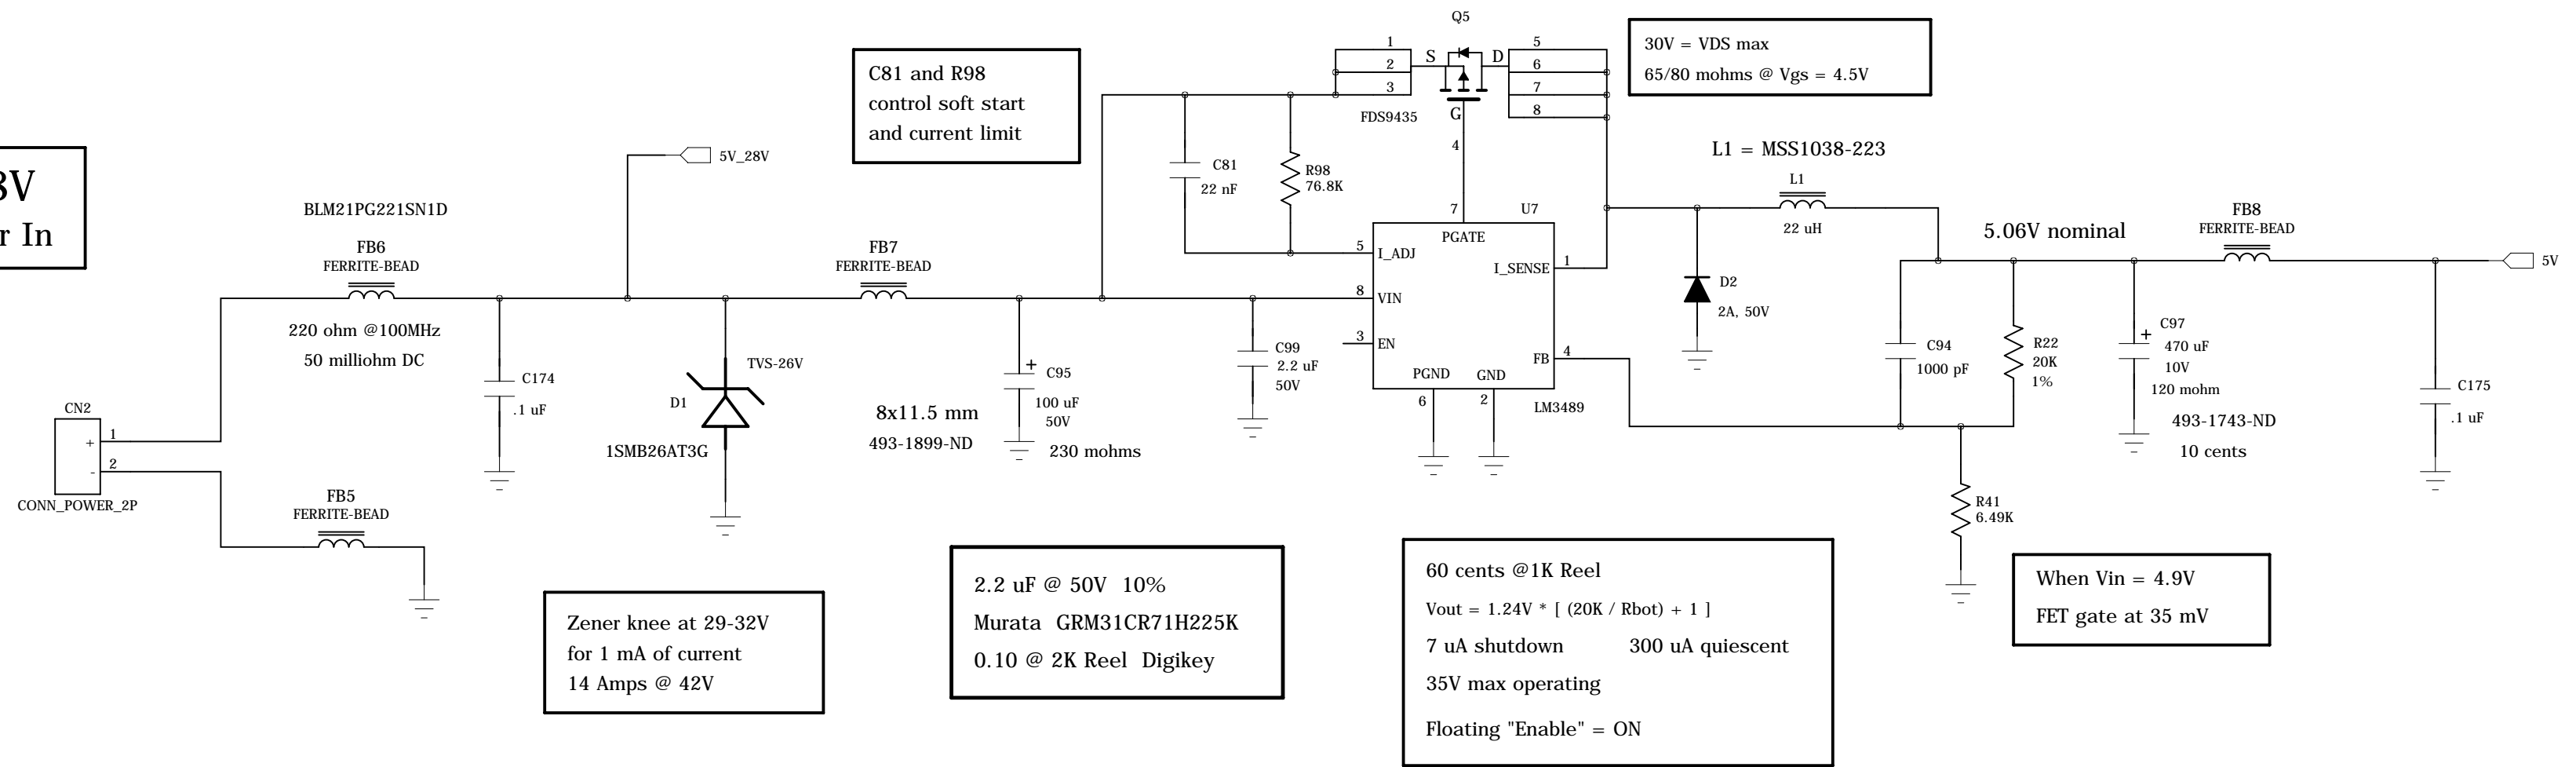 Q5
30V = VDS max
65/80 mohms @ Vgs = 4.5V
C81 and R98
control soft start
and current limit
1
2
3
S
D
G
5
6
7
8
FDS9435
4
5V_28V
C81
22 nF
R98
76.8K
L1 = MSS1038-223
L1
22 uH
8V
r In
BLM21PG221SN1D
FB6
FERRITE-BEAD
220 ohm @100MHz
50 milliohm DC
FB7
FERRITE-BEAD
7
U7
PGATE
5
I_ADJ
I_SENSE
1
8
VIN
3
EN
FB
4
PGND
GND
6
2
LM3489
D2
2A, 50V
5.06V nominal
FB8
FERRITE-BEAD
5V
C174
.1 uF
TVS-26V
D1
1SMB26AT3G
8x11.5 mm
493-1899-ND
+
C95
100 uF
50V
230 mohms
C99
2.2 uF
50V
C94
1000 pF
R22
20K
1%
+
C97
470 uF
10V
120 mohm
493-1743-ND
10 cents
C175
.1 uF
CN2
+
1
-
2
CONN_POWER_2P
FB5
FERRITE-BEAD
R41
6.49K
Zener knee at 29-32V
for 1 mA of current
14 Amps @ 42V
2.2 uF @ 50V 10%
Murata GRM31CR71H225K
0.10 @ 2K Reel Digikey
60 cents @1K Reel
Vout = 1.24V * [ (20K / Rbot) + 1 ]
7 uA shutdown 300 uA quiescent
35V max operating
Floating "Enable" = ON
When Vin = 4.9V
FET gate at 35 mV